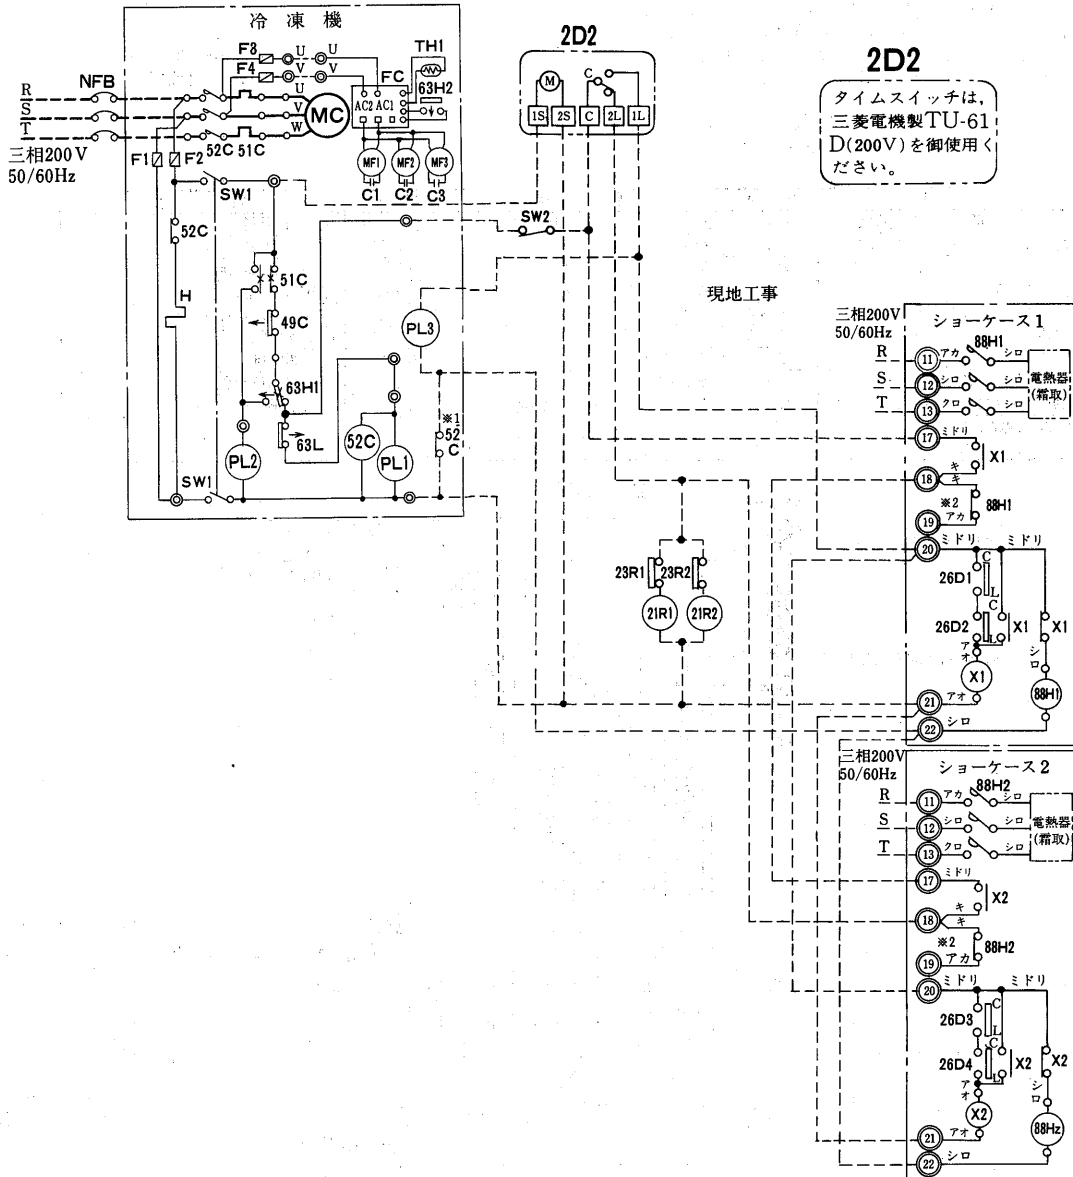 冷凍機
2D2
2D2
タイムスイッチは,
三菱電機製TU-61
D(200V)を御使用く
ださい。
NFB
R
S
T
三相200V
50/60Hz
F3
F4
U
U
V
V
U
V
W
MC
FC
AC2 AC1
TH1
63H2
52C 51C
MF1
MF2
MF3
C1
C2
C3
F1
F2
SW1
52C
H
51C
49C
63H1
63L
PL2
52C
PL1
SW1
PL3
※1
52
C
M
C
1S
2S
C
2L
1L
SW2
現地工事
23R1
23R2
21R1
21R2
三相200V
50/60Hz
ショーケース1
R
11
アカ
88H1
シロ
S
12
シロ
シロ
T
13
クロ
シロ
電熱器
(霜取)
17
ミドリ
X1
18
キ
キ
※2
88H1
19
アカ
20
ミドリ
ミドリ
26D1
C
L
26D2
C
L
X1
X1
アオ
シロ
X1
88H1
21
アオ
22
シロ
三相200V
50/60Hz
ショーケース2
R
11
アカ
88H2
シロ
S
12
シロ
シロ
T
13
クロ
シロ
電熱器
(霜取)
17
ミドリ
X2
18
キ
キ
※2
88H2
19
アカ
20
ミドリ
ミドリ
26D3
C
L
26D4
C
L
X2
X2
アオ
シロ
X2
88Hz
21
アオ
22
シロ